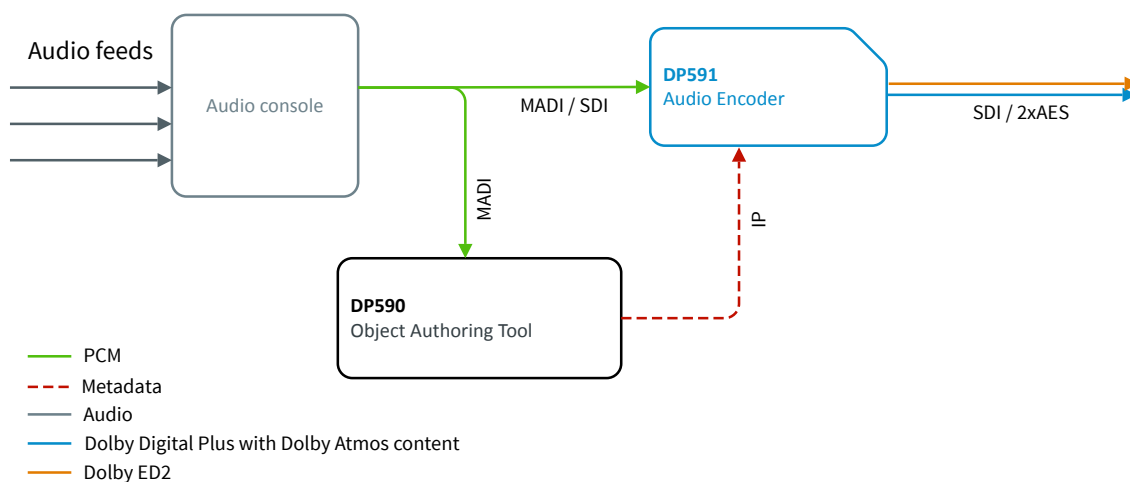 Audio feeds
Audio console
MADI / SDI
DP591
Audio Encoder
SDI / 2xAES
MADI
IP
DP590
Object Authoring Tool
PCM
Metadata
Audio
Dolby Digital Plus with Dolby Atmos content
Dolby ED2